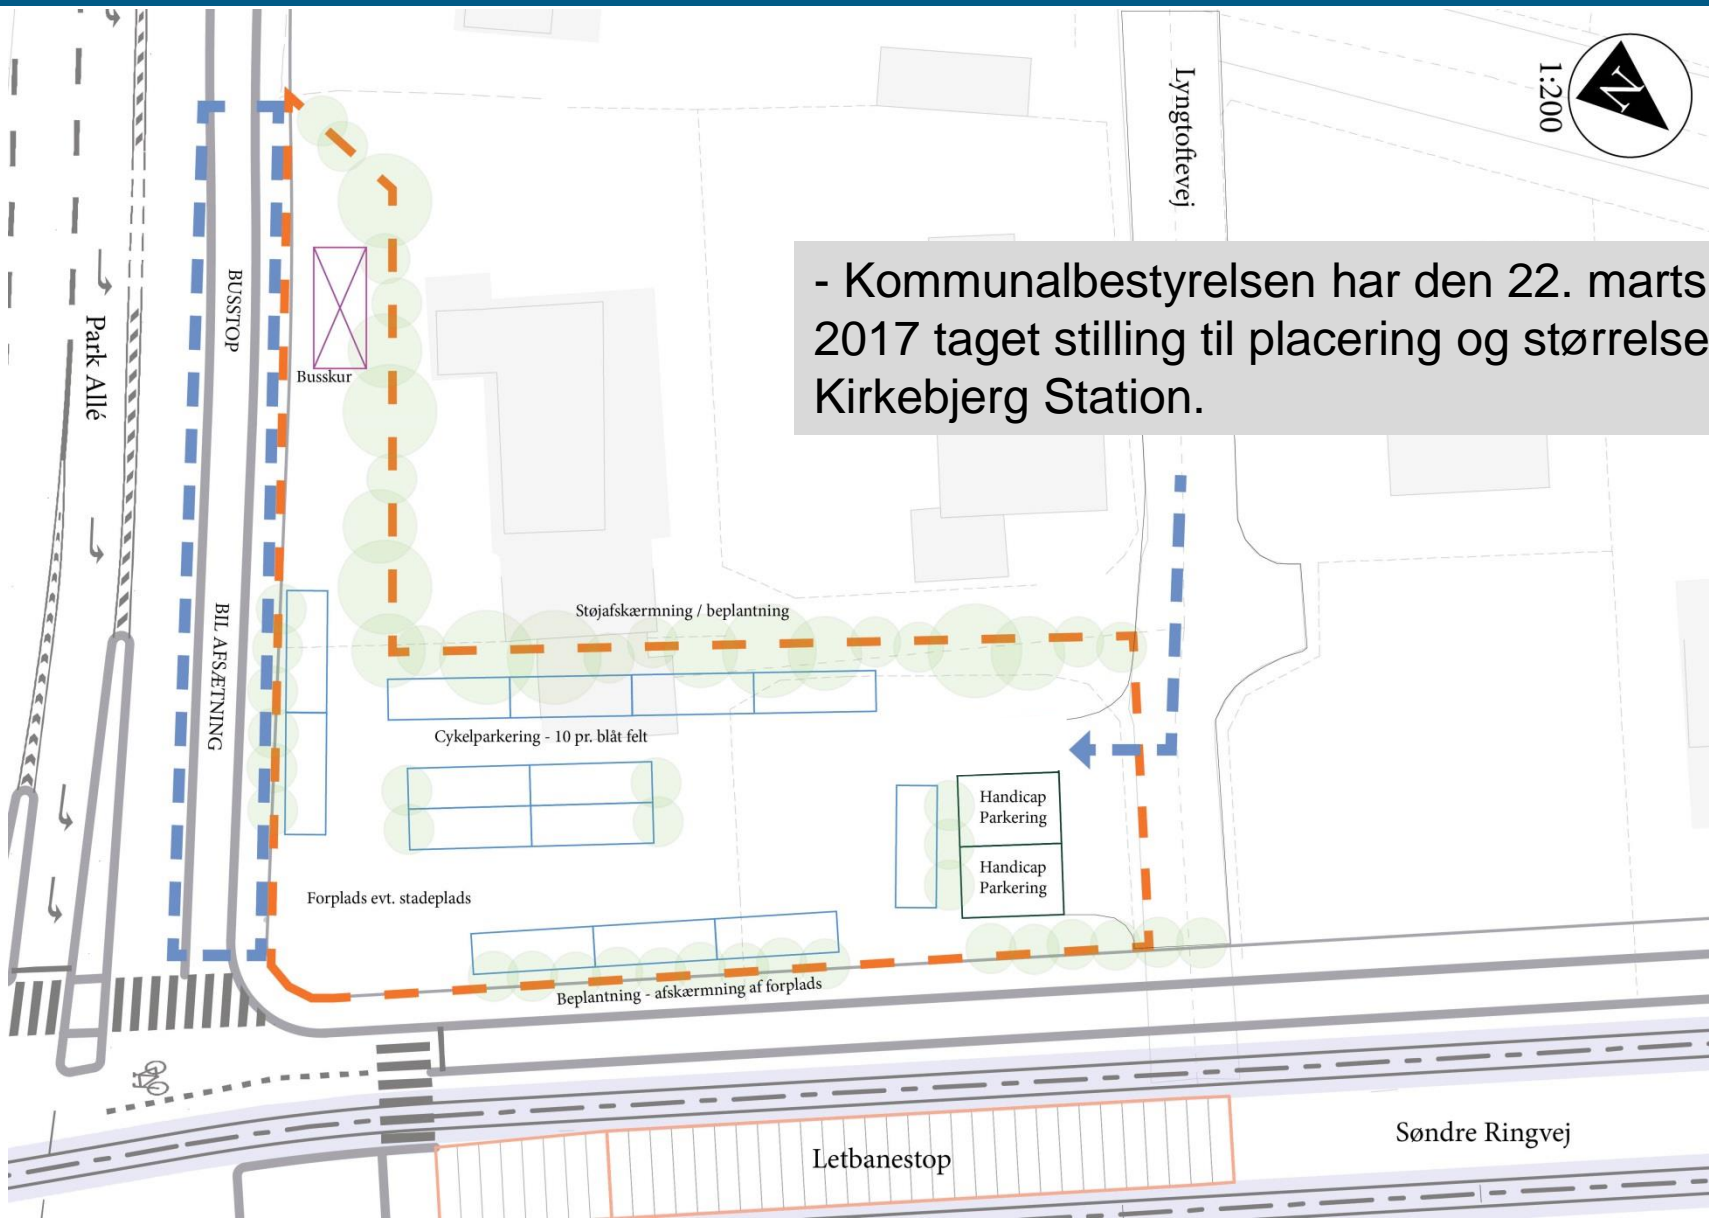 1:200
N
Lyngtoftevej
- Kommunalbestyrelsen har den 22. marts
2017 taget stilling til placering og størrelse
Kirkebjerg Station.
BUSSTOP
Park Allé
Busskur
BIL AFSÆTNING
Støjafskærmning / beplantning
Cykelparkering - 10 pr. blåt felt
Handicap
Parkering
Handicap
Parkering
Forplads evt. stadeplads
Beplantning - afskærmning af forplads
Søndre Ringvej
Letbanestop